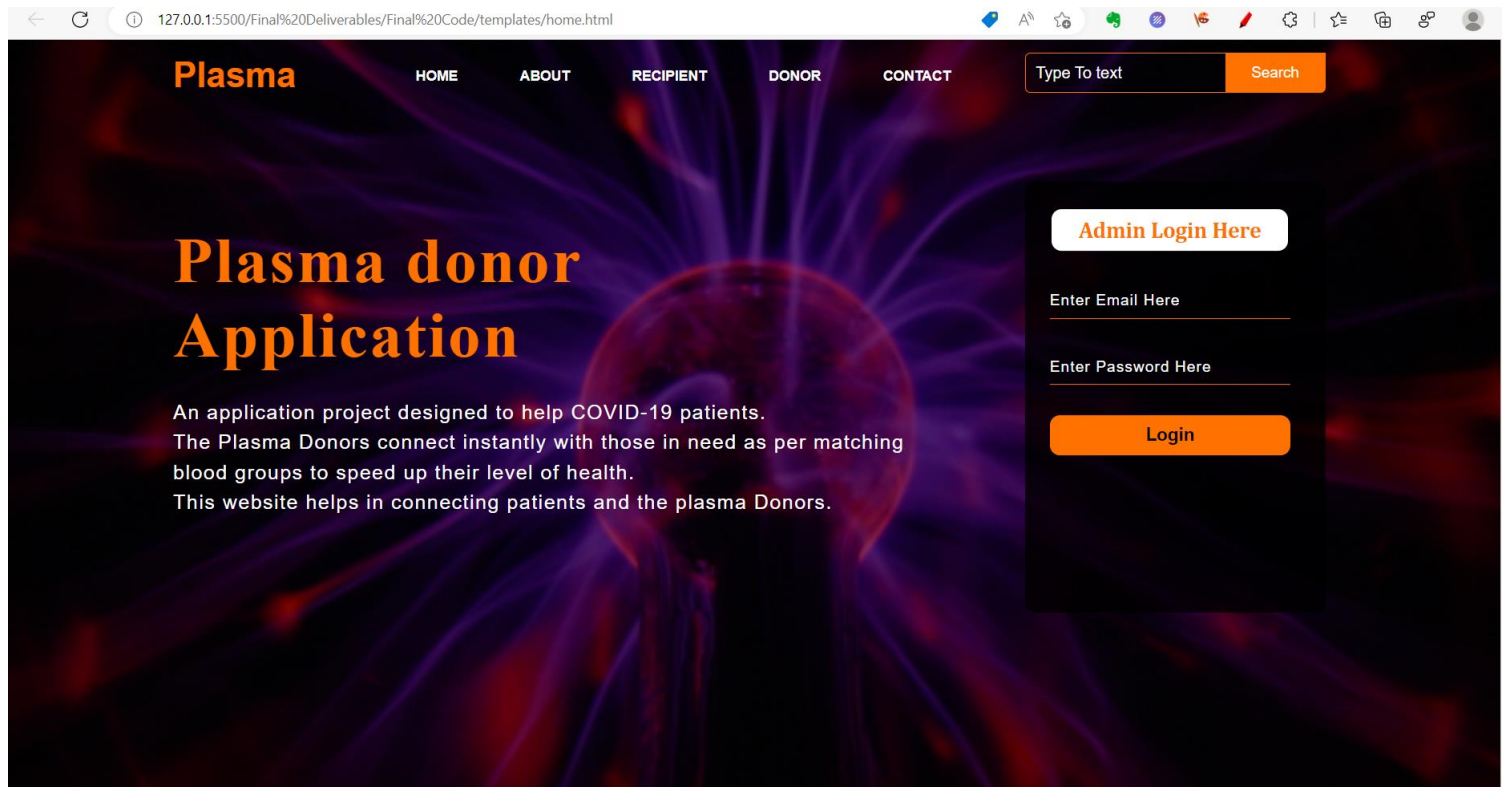 127.0.0.1:5500/Final%20Deliverables/Final%20Code/templates/home.html
Plasma
HOME ABOUT RECIPIENT DONOR CONTACT
Type To text Search
Plasma donor
Application
An application project designed to help COVID-19 patients.
The Plasma Donors connect instantly with those in need as per matching
blood groups to speed up their level of health.
This website helps in connecting patients and the plasma Donors.
Admin Login Here
Enter Email Here
Enter Password Here
Login